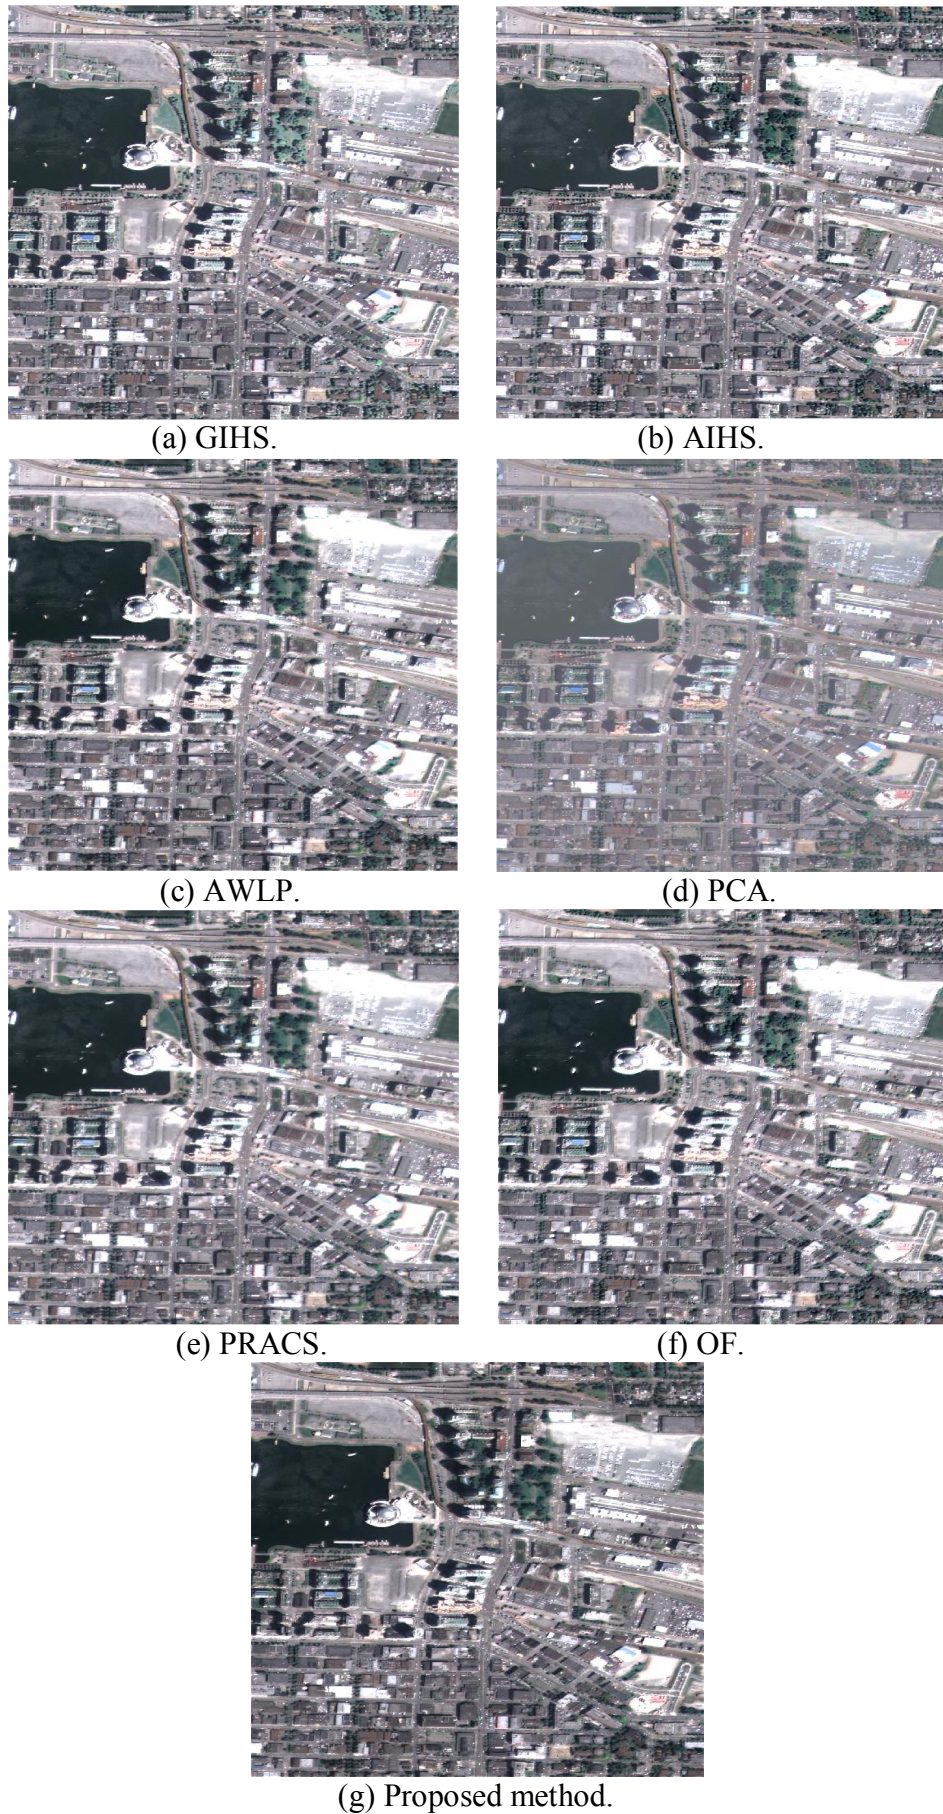 (a) GIHS.
(b) AIHS.
(c) AWLP.
(d) PCA.
(e) PRACS.
(f) OF.
(g) Proposed method.